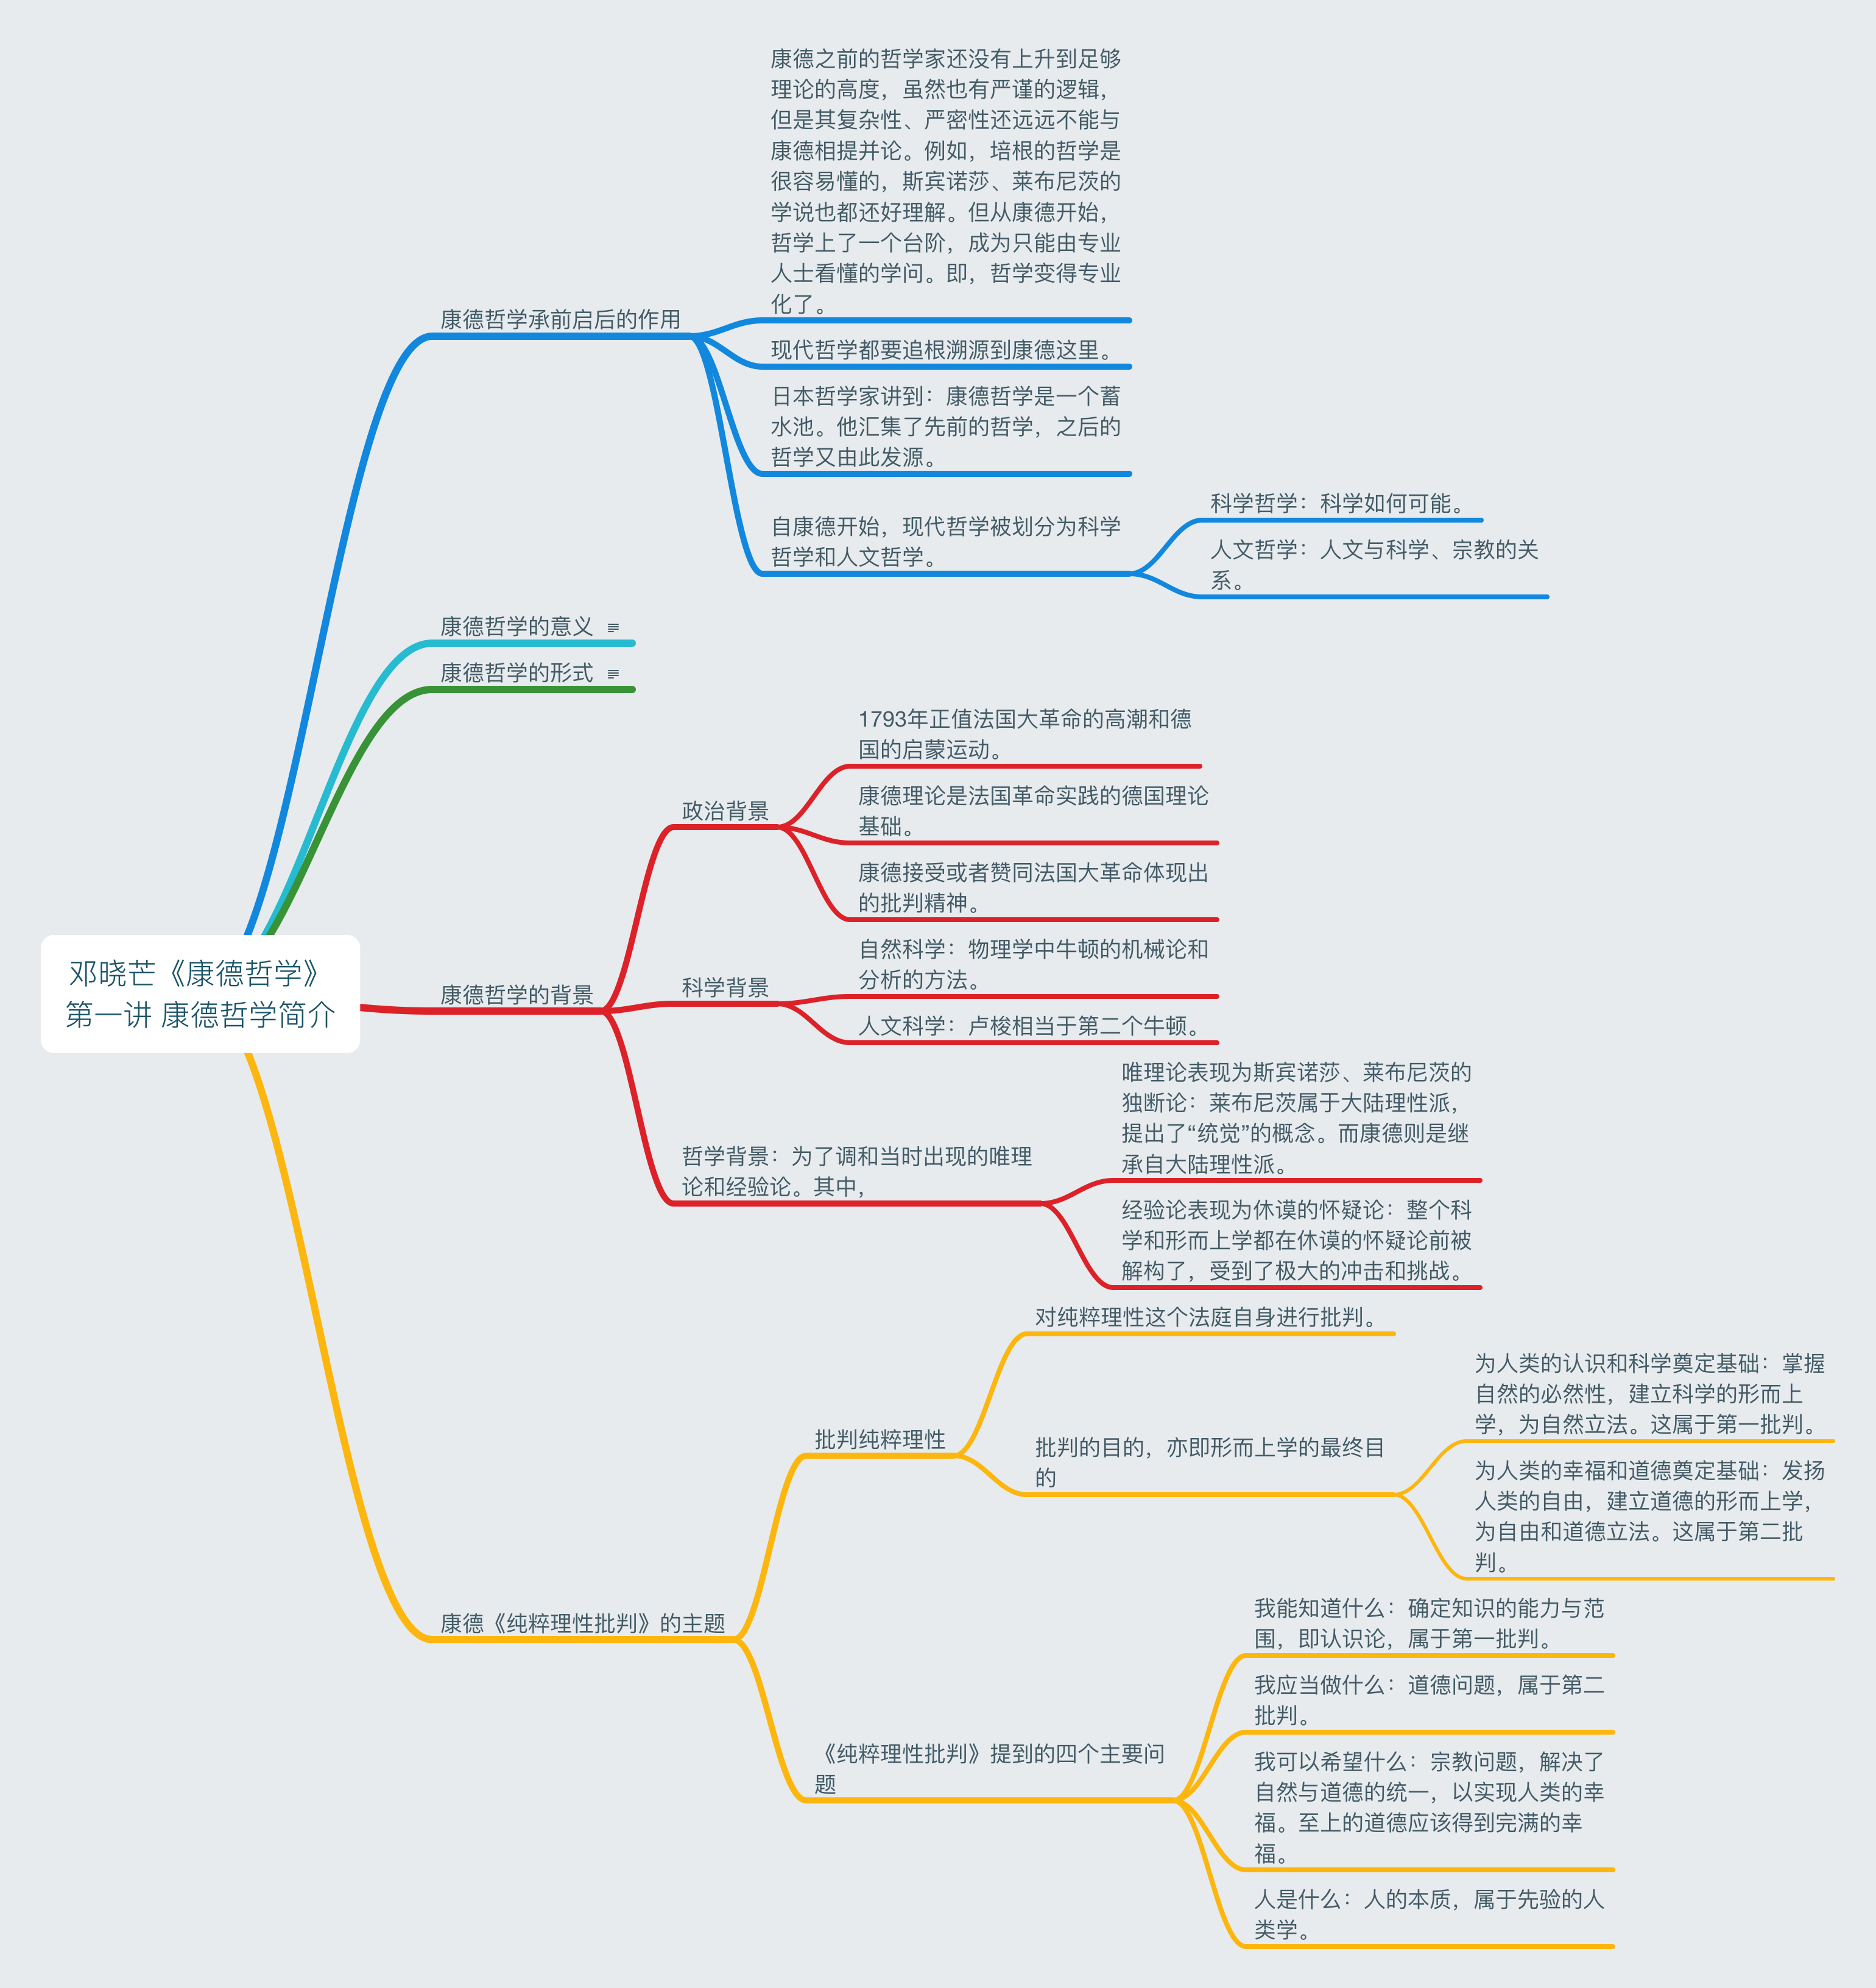 康德之前的哲学家还没有上升到足够
理论的高度，虽然也有严谨的逻辑，
但是其复杂性、严密性还远远不能与
康德相提并论。例如，培根的哲学是
很容易懂的，斯宾诺莎、莱布尼茨的
学说也都还好理解。但从康德开始，
哲学上了一个台阶，成为只能由专业
人士看懂的学问。即，哲学变得专业
化了。
康德哲学承前启后的作用
现代哲学都要追根溯源到康德这里。
日本哲学家讲到：康德哲学是一个蓄
水池。他汇集了先前的哲学，之后的
哲学又由此发源。
自康德开始，现代哲学被划分为科学
哲学和人文哲学。
科学哲学：科学如何可能。
人文哲学：人文与科学、宗教的关
系。
康德哲学的意义
康德哲学的形式
邓晓芒《康德哲学》
第一讲 康德哲学简介
康德哲学的背景
政治背景
1793年正值法国大革命的高潮和德
国的启蒙运动。
康德理论是法国革命实践的德国理论
基础。
康德接受或者赞同法国大革命体现出
的批判精神。
科学背景
自然科学：物理学中牛顿的机械论和
分析的方法。
人文科学：卢梭相当于第二个牛顿。
哲学背景：为了调和当时出现的唯理
论和经验论。其中，
唯理论表现为斯宾诺莎、莱布尼茨的
独断论：莱布尼茨属于大陆理性派，
提出了“统觉”的概念。而康德则是继
承自大陆理性派。
经验论表现为休谟的怀疑论：整个科
学和形而上学都在休谟的怀疑论前被
解构了，受到了极大的冲击和挑战。
康德《纯粹理性批判》的主题
批判纯粹理性
对纯粹理性这个法庭自身进行批判。
批判的目的，亦即形而上学的最终目
的
为人类的认识和科学奠定基础：掌握
自然的必然性，建立科学的形而上
学，为自然立法。这属于第一批判。
为人类的幸福和道德奠定基础：发扬
人类的自由，建立道德的形而上学，
为自由和道德立法。这属于第二批
判。
《纯粹理性批判》提到的四个主要问
题
我能知道什么：确定知识的能力与范
围，即认识论，属于第一批判。
我应当做什么：道德问题，属于第二
批判。
我可以希望什么：宗教问题，解决了
自然与道德的统一，以实现人类的幸
福。至上的道德应该得到完满的幸
福。
人是什么：人的本质，属于先验的人
类学。